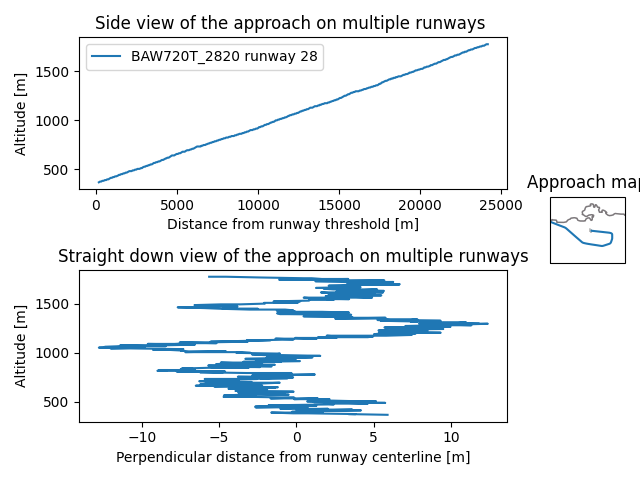 Side view of the approach on multiple runways
BAW720T_2820 runway 28
Altitude [m]
1500
1000
500
0 5000 10000 15000 20000 25000
Distance from runway threshold [m]
Approach map
Straight down view of the approach on multiple runways
Altitude [m]
1500
1000
500
−10 −5 0 5 10
Perpendicular distance from runway centerline [m]